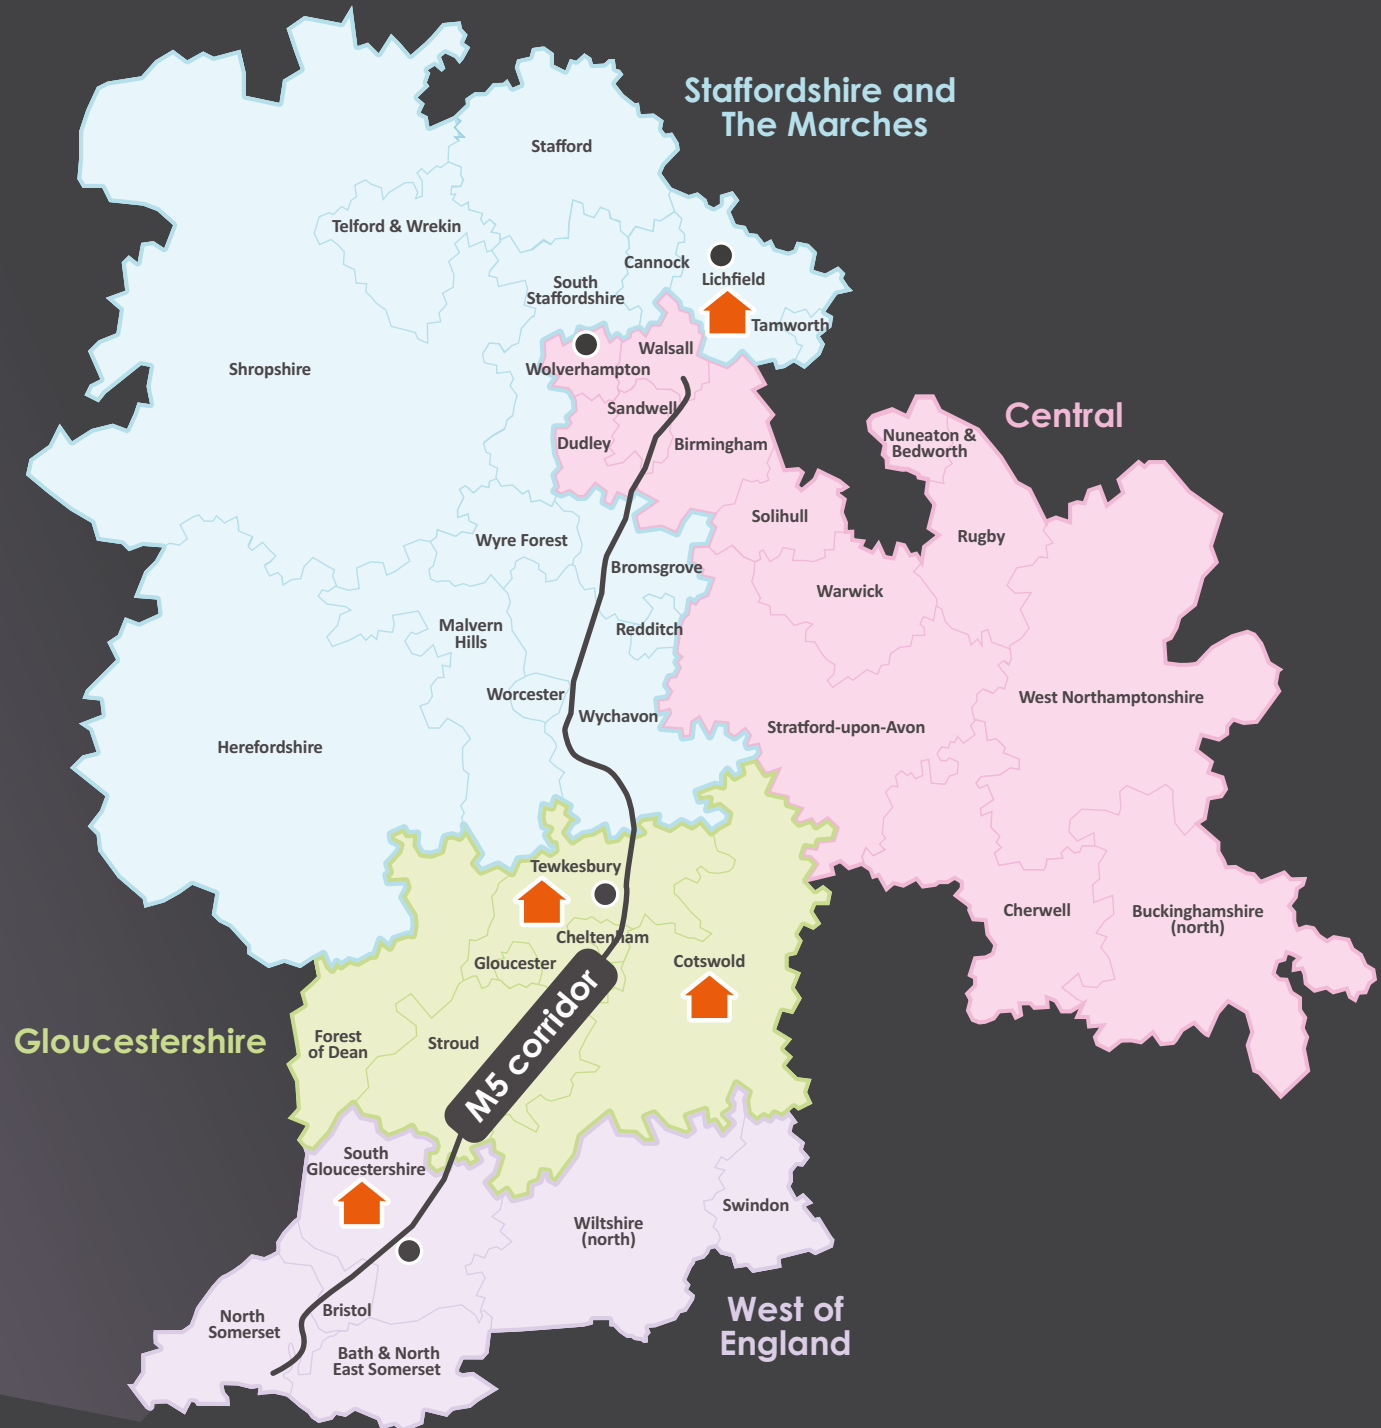 Staffordshire and
The Marches
Stafford
Telford & Wrekin
Cannock
Lichfield
South
Staffordshire
Tamworth
Walsall
Wolverhampton
Shropshire
Sandwell
Central
Dudley
Birmingham
Nuneaton &
Bedworth
Solihull
Rugby
Wyre Forest
Bromsgrove
Warwick
Malvern
Hills
Redditch
Worcester
West Northamptonshire
Wychavon
Stratford-upon-Avon
Herefordshire
Tewkesbury
Cherwell
Buckinghamshire
(north)
Cheltenham
Gloucester
Cotswold
M5 corridor
Gloucestershire
Forest
of Dean
Stroud
South
Gloucestershire
Swindon
Wiltshire
(north)
West of
England
North
Somerset
Bristol
Bath & North
East Somerset